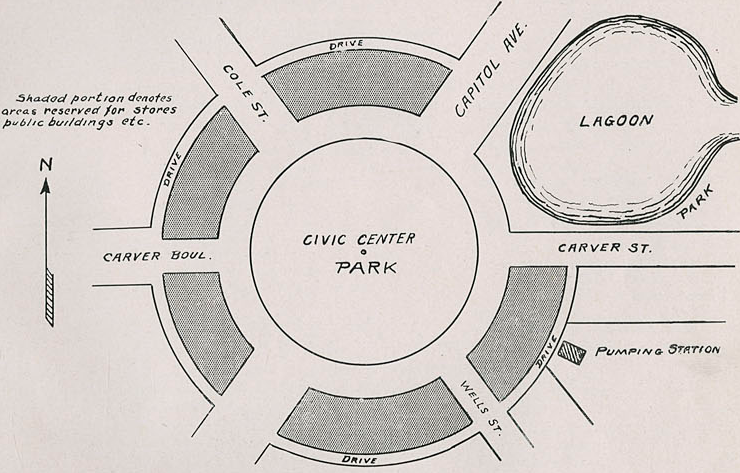 DRIVE
CAPITOL AVE.
COLE ST.
Shaded portion denotes
areas reserved for stores
public buildings etc.
LAGOON
N
DRIVE
PARK
CIVIC CENTER
PARK
CARVER BOUL.
CARVER ST.
DRIVE
PUMPING STATION
WELLS ST.
DRIVE